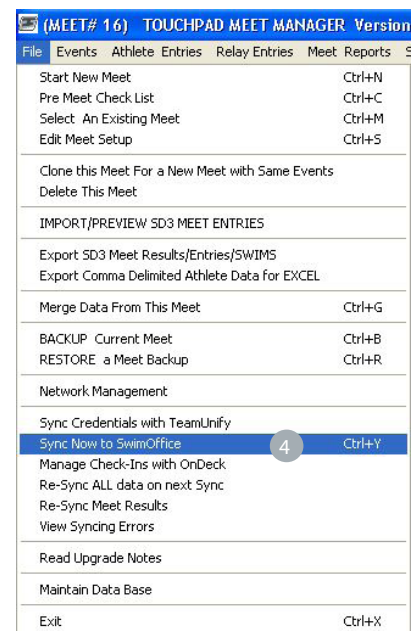 (MEET# 16) TOUCHPAD MEET MANAGER Version
File Events Athlete Entries Relay Entries Meet Reports S
Start New Meet Ctrl+N
Pre Meet Check List Ctrl+C
Select An Existing Meet Ctrl+M
Edit Meet Setup Ctrl+S
Clone this Meet For a New Meet with Same Events
Delete This Meet
IMPORT/PREVIEW SD3 MEET ENTRIES
Export SD3 Meet Results/Entries/SWIMS
Export Comma Delimited Athlete Data for EXCEL
Merge Data From This Meet Ctrl+G
BACKUP Current Meet Ctrl+B
RESTORE a Meet Backup Ctrl+R
Network Management
Sync Credentials with TeamUnify
Sync Now to SwimOffice 4 Ctrl+Y
Manage Check-Ins with OnDeck
Re-Sync ALL data on next Sync
Re-Sync Meet Results
View Syncing Errors
Read Upgrade Notes
Maintain Data Base
Exit Ctrl+X